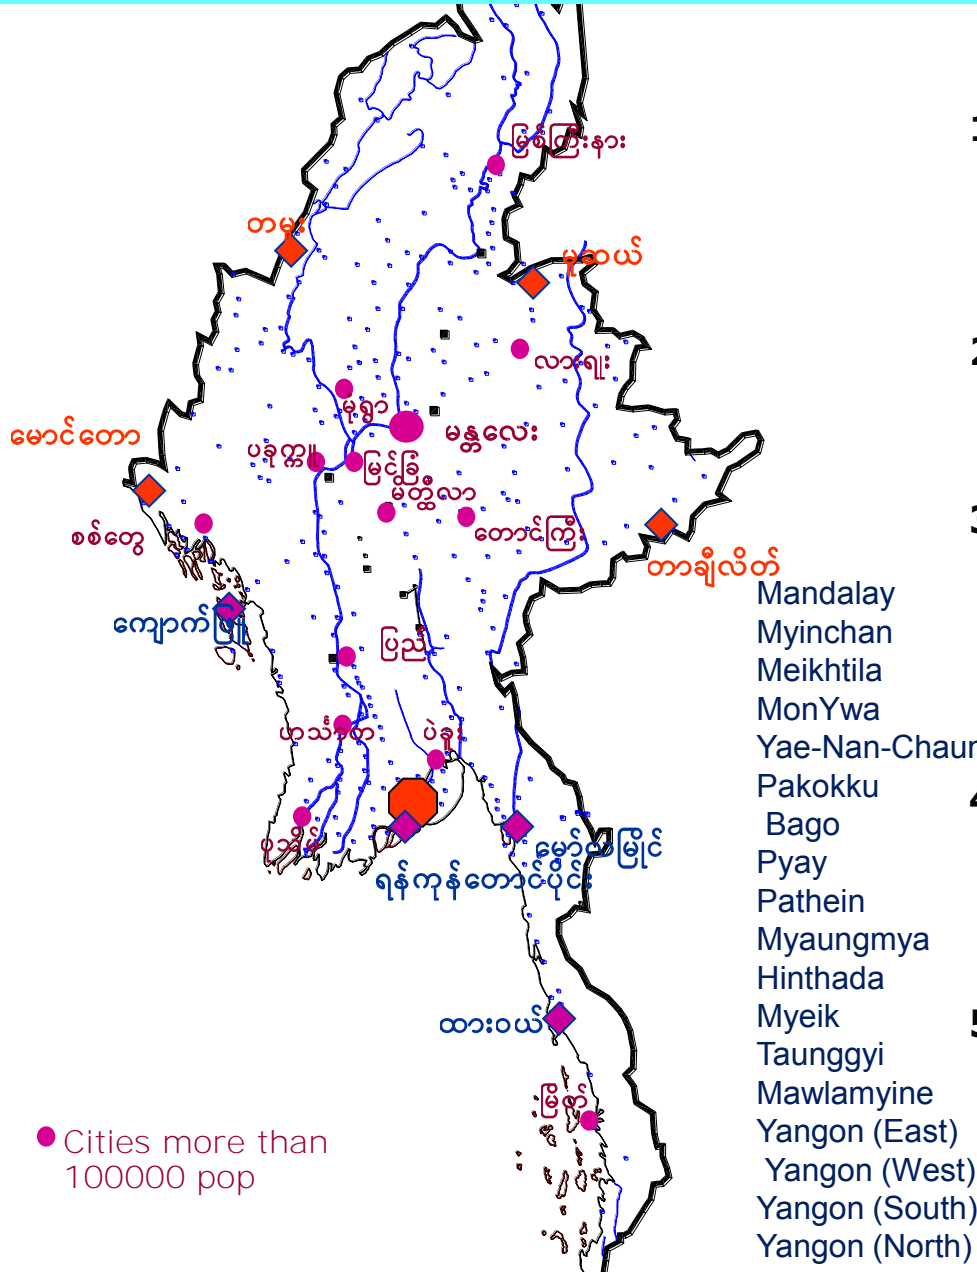 မြစ်ကြီးနား
တမူး
မူဆယ်
လားရှုး
မုံရွာ
မန္တလေး
မောင်တော
ပခုက္ကူ
မြင်းခြံ
မိတ္ထီလာ
စစ်တွေ
တောင်ကြီး
တာချီလိတ်
ကျောက်ဖြူ
ပြည်
ဟင်္သာတ
ပဲခူး
ပုသိမ်
မော်လမြိုင်
ရန်ကုန်တောင်ပိုင်း
ထားဝယ်
မြိတ်
Cities more than
100000 pop
Mandalay
Myinchan
Meikhtila
MonYwa
Yae-Nan-Chaun
Pakokku
Bago
Pyay
Pathein
Myaungmya
Hinthada
Myeik
Taunggyi
Mawlamyine
Yangon (East)
Yangon (West)
Yangon (South)
Yangon (North)